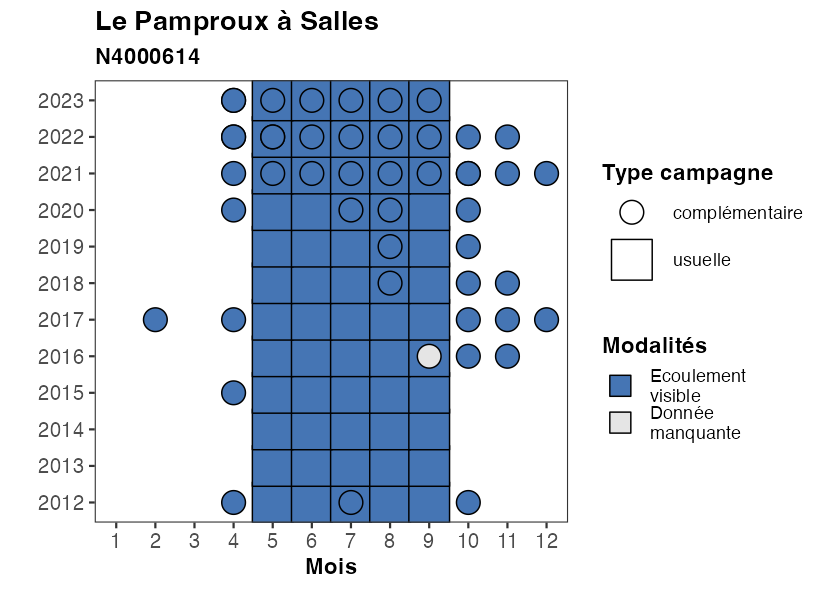 Le Pamproux à Salles
N4000614
2023
2022
2021
2020
2019
2018
2017
2016
2015
2014
2013
2012
1 2 3 4 5 6 7 8 9 10 11 12
Mois
Type campagne
complémentaire
usuelle
Modalités
Ecoulement
visible
Donnée
manquante